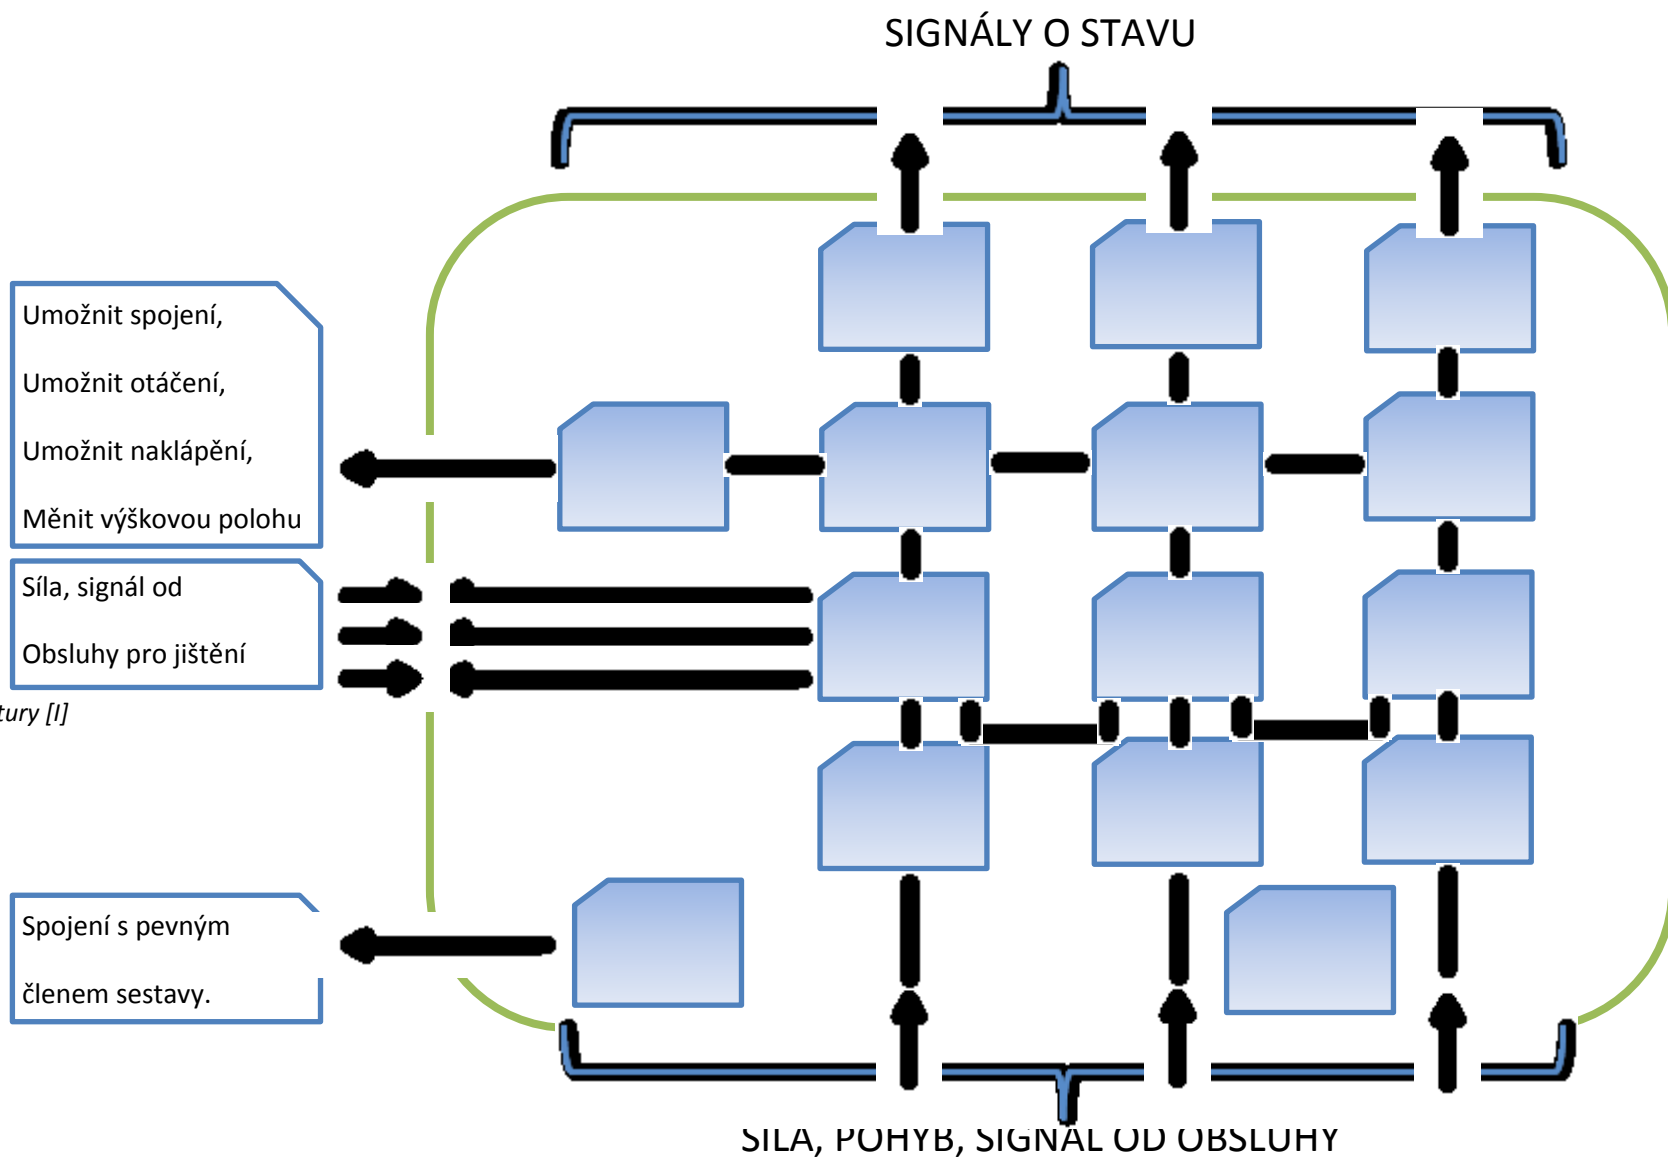 SIGNÁLY O STAVU
Umožnit spojení,
Umožnit otáčení,
Umožnit naklápění,
Měnit výškovou polohu
Síla, signál od
Obsluhy pro jištění
tury [I]
Spojení s pevným
členem sestavy.
SÍLA, POHYB, SIGNÁL OD OBSLUHY